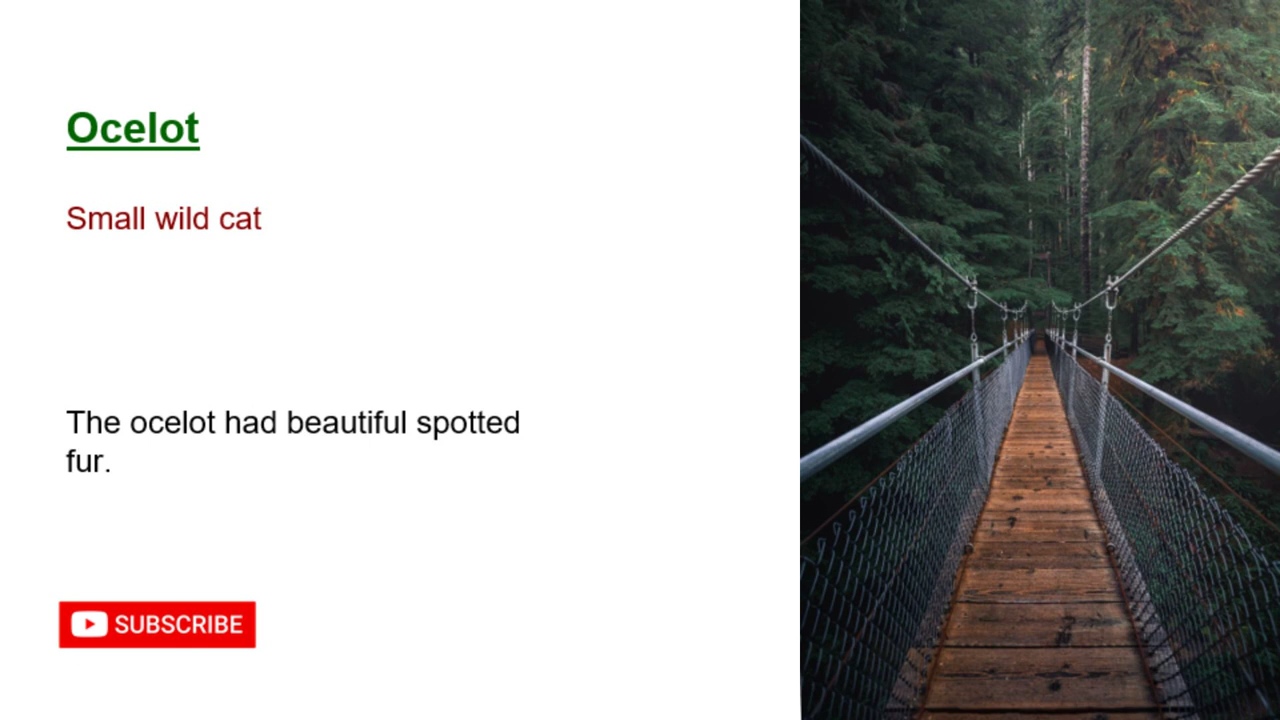 Ocelot
Small wild cat
The ocelot had beautiful spotted
fur.
SUBSCRIBE